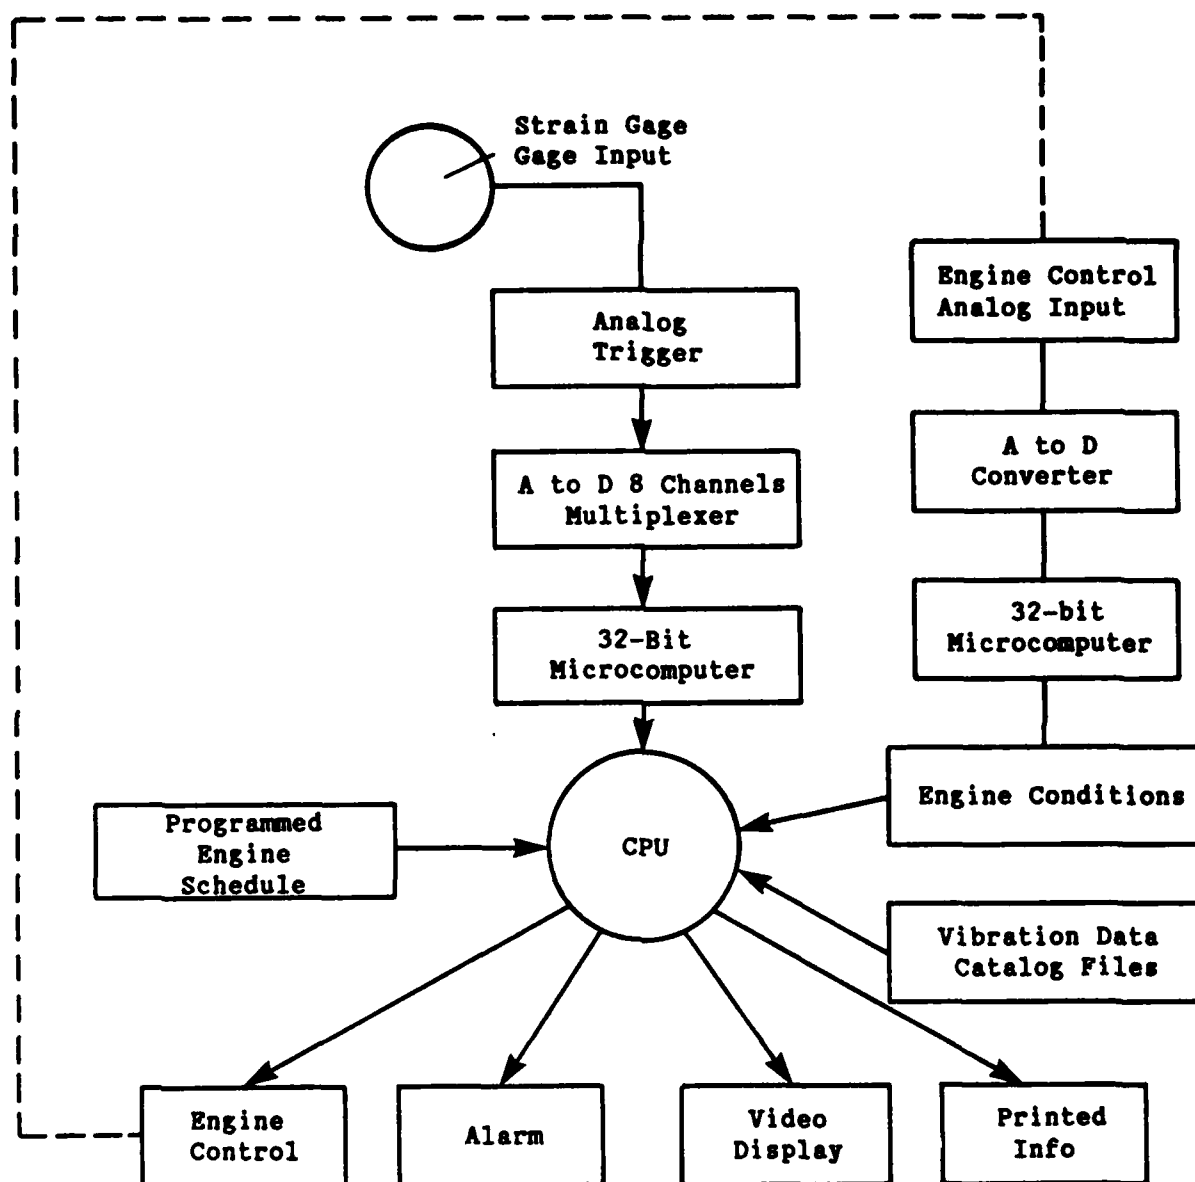 Strain Gage
Gage Input
Engine Control
Analog Input
Analog
Trigger
A to D
Converter
A to D 8 Channels
Multiplexer
32-Bit
Microcomputer
32-bit
Microcomputer
Engine Conditions
Programmed
Engine
Schedule
CPU
Vibration Data
Catalog Files
Engine
Control
Alarm
Video
Display
Printed
Info